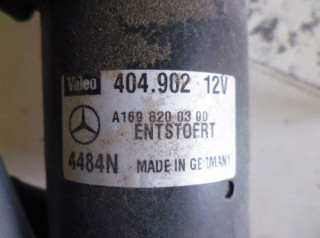 Valeo 404.902 12V
A169 820 03 00
ENTSTOERT
4484N MADE IN GERMANY